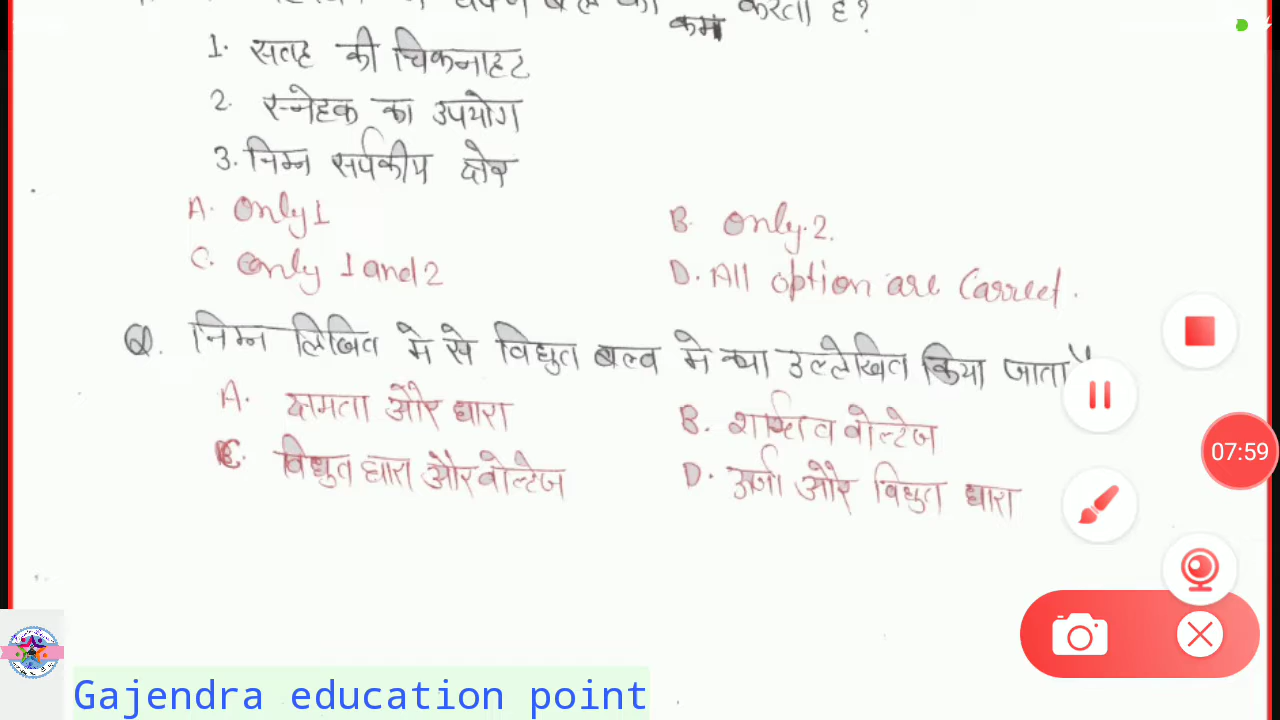 कम करता है?
1. सतह की चिकनाहट
2. स्नेहक का उपयोग
3. निम्न सर्पकीय क्षेत्र
A. Only 1
B. Only.2.
C. Only 1 and 2
D. All option are Carrect.
Q. निम्न लिखित मे से विधुत बल्व मे क्या उल्लेखित किया जाता
A. क्षमता और धारा
B. शक्ति व वोल्टेज
C. विधुत धारा और वोल्टेज
D. उर्जा और विधुत धारा
07:59
Gajendra education point